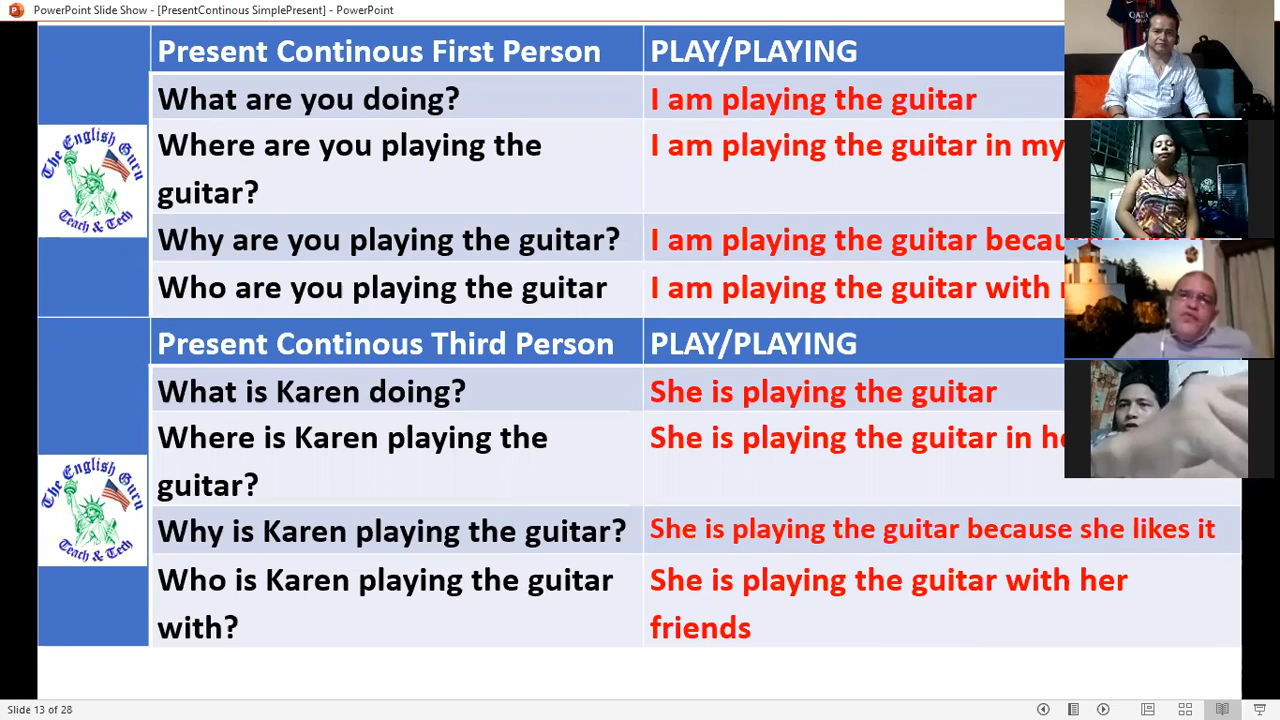 PowerPoint Slide Show - [PresentContinous SimplePresent] - PowerPoint
QATAR
Present Continous First Person
PLAY/PLAYING
What are you doing?
I am playing the guitar
Where are you playing the
guitar?
I am playing the guitar in my
Why are you playing the guitar?
I am playing the guitar
Who are you playing the guitar
I am playing the guitar with
The English Guru
Teach & Tech
Present Continous Third Person
PLAY/PLAYING
What is Karen doing?
She is playing the guitar
Where is Karen playing the
guitar?
She is playing the guitar in
Why is Karen playing the guitar?
She is playing the guitar because she likes it
Who is Karen playing the guitar
with?
She is playing the guitar with her
friends
The English Guru
Teach & Tech
Slide 13 of 28